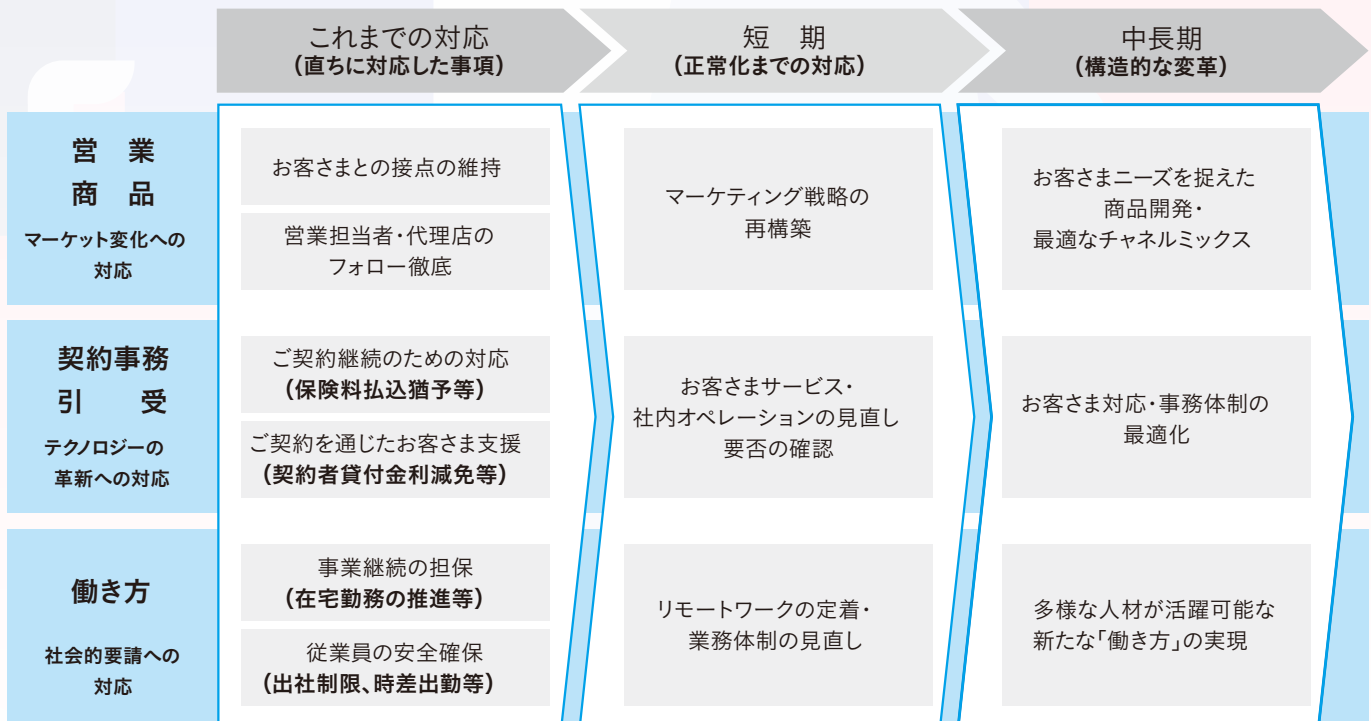 これまでの対応
(直ちに対応した事項)
短　期
(正常化までの対応)
中長期
(構造的な変革)
営　業
商　品
マーケット変化への
対応
お客さまとの接点の維持
営業担当者・代理店の
フォロー徹底
マーケティング戦略の
再構築
お客さまニーズを捉えた
商品開発・
最適なチャネルミックス
契約事務
引　受
テクノロジーの
革新への対応
ご契約継続のための対応
(保険料払込猶予等)
ご契約を通じたお客さま支援
(契約者貸付金利減免等)
お客さまサービス・
社内オペレーションの見直し
要否の確認
お客さま対応・事務体制の
最適化
働き方
社会的要請への
対応
事業継続の担保
(在宅勤務の推進等)
従業員の安全確保
(出社制限、時差出勤等)
リモートワークの定着・
業務体制の見直し
多様な人材が活躍可能な
新たな「働き方」の実現